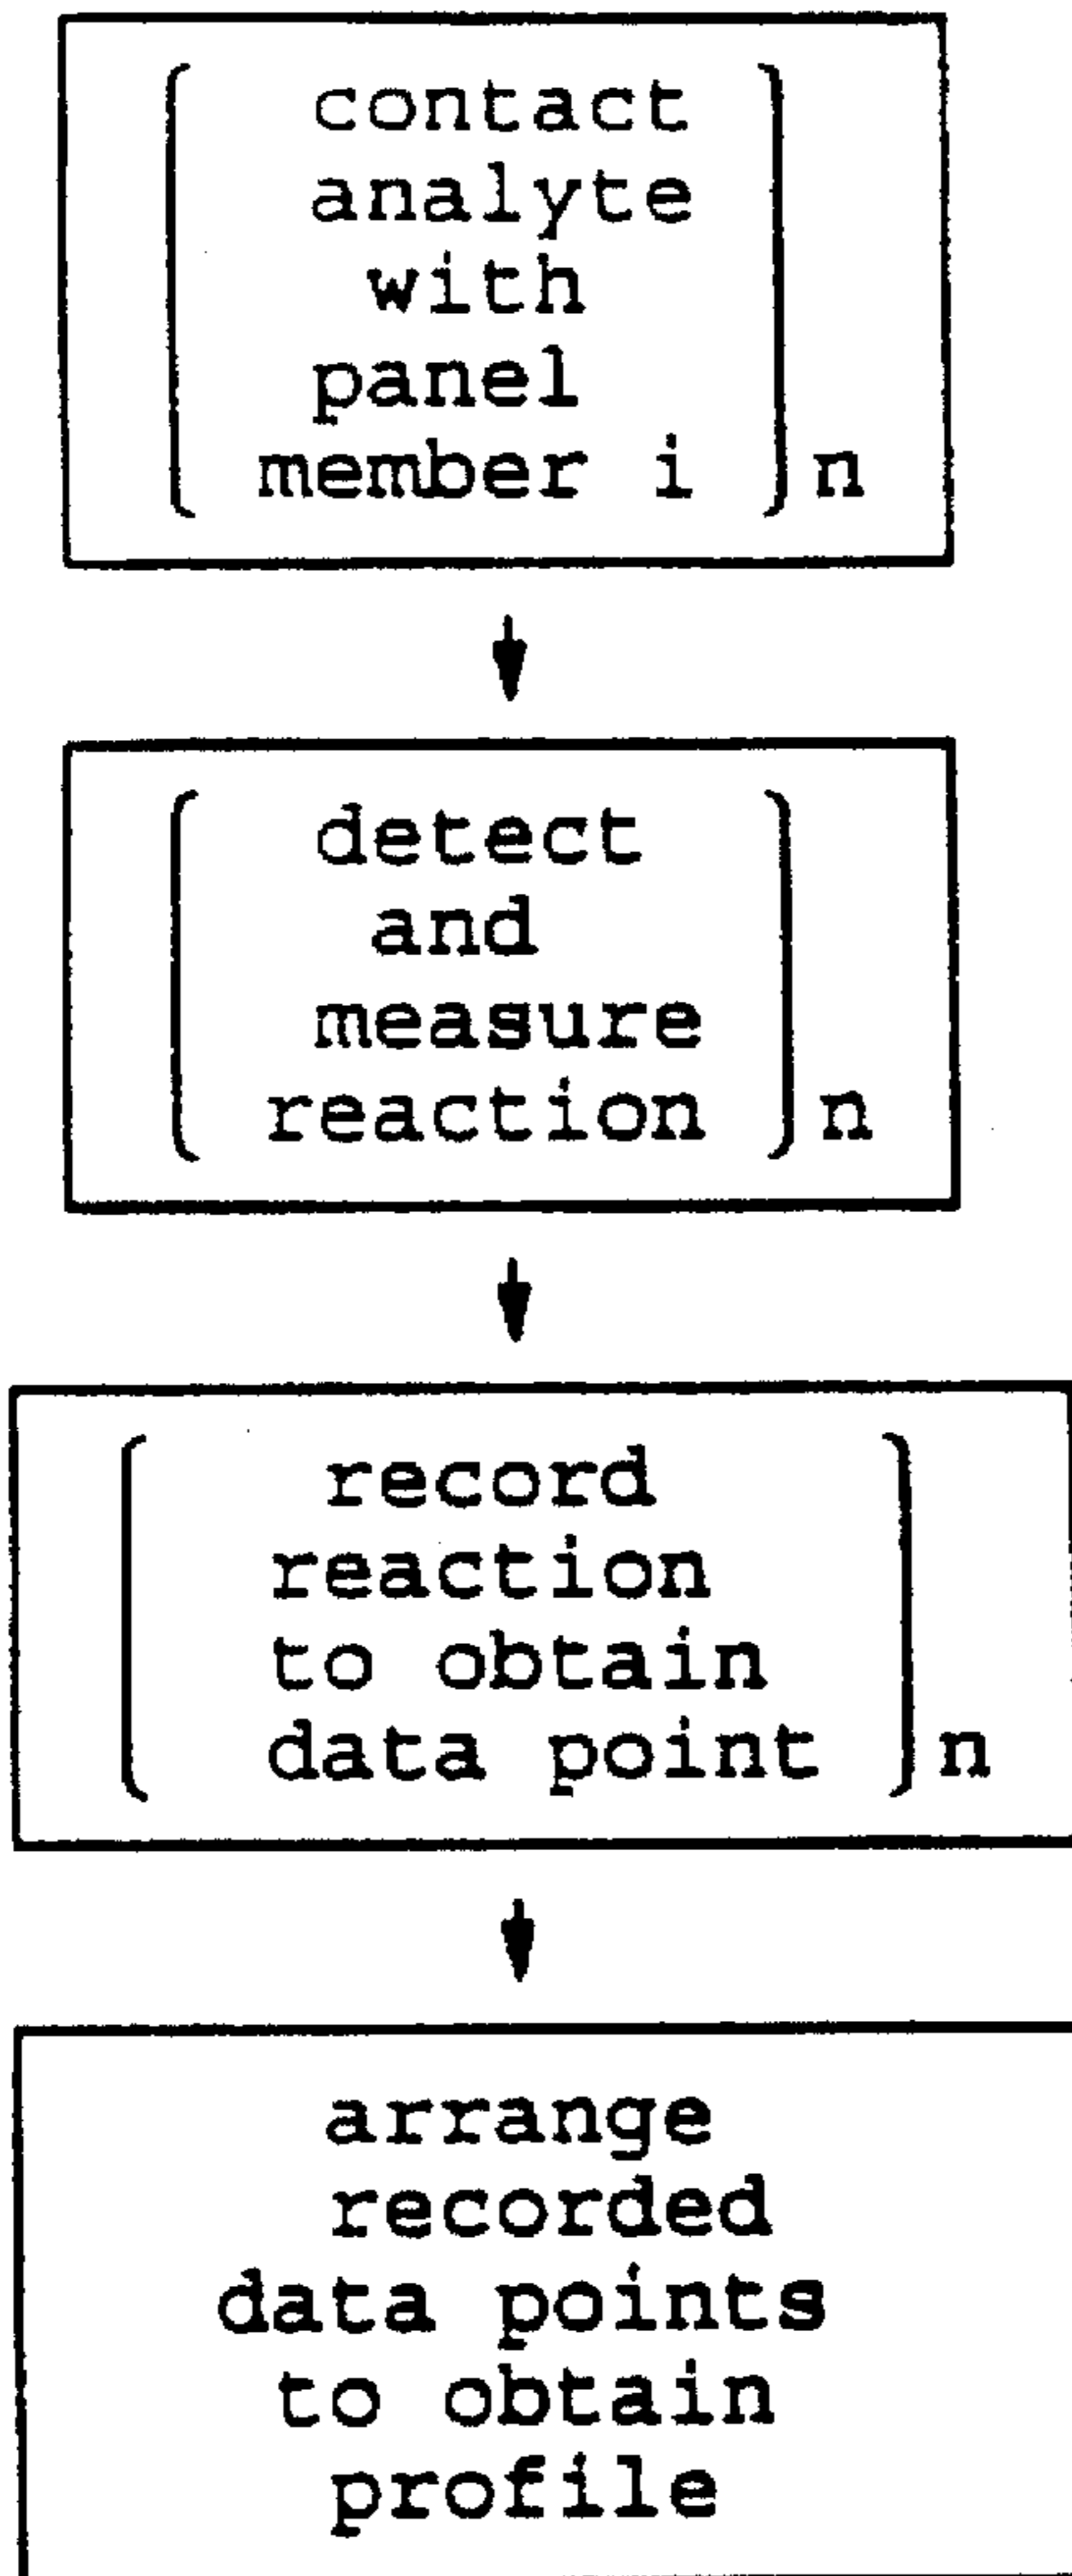 contact
analyte
with
panel
member i n
detect
and
measure
reaction n
record
reaction
to obtain
data point n
arrange
recorded
data points
to obtain
profile